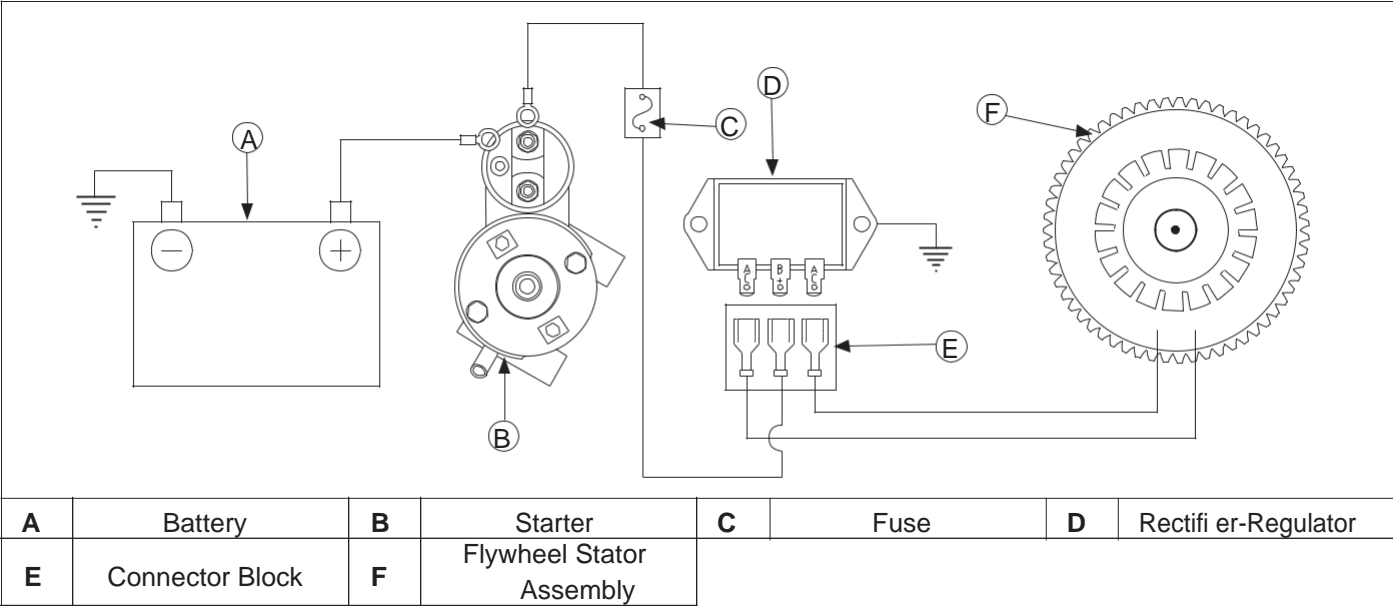 A
B
C
D
E
F
−
+
A
C
B
+
A
C
A Battery B Starter C Fuse D Rectifi er-Regulator
E Connector Block F Flywheel Stator
Assembly